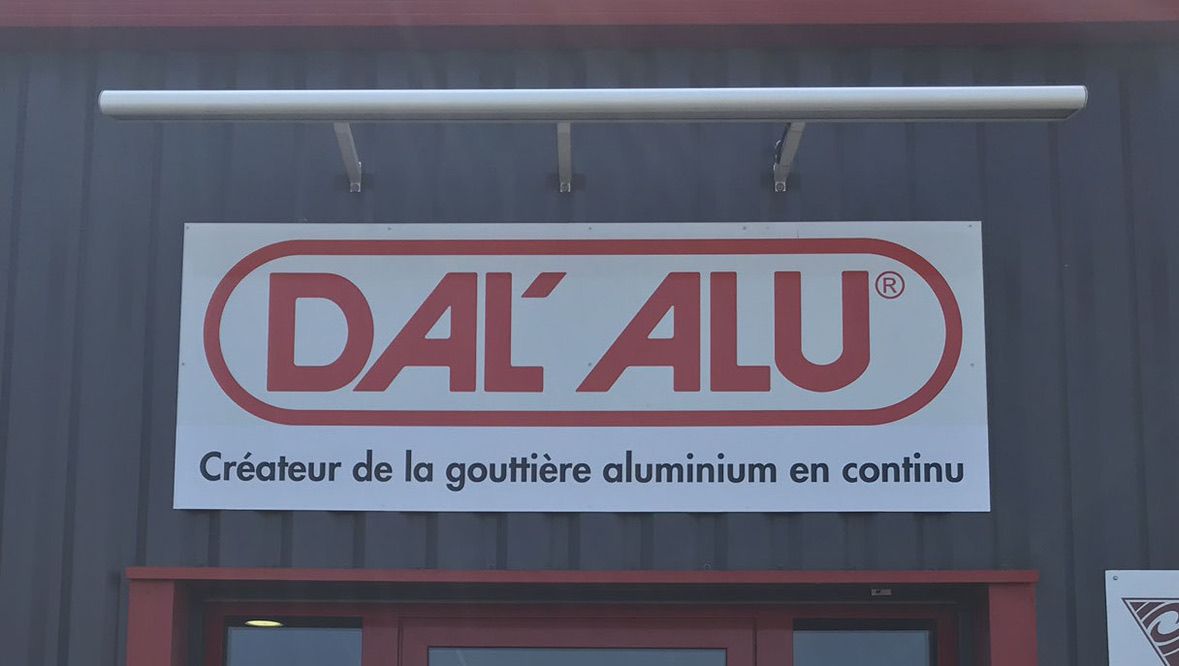 DAL' ALU®
Créateur de la gouttière aluminium en continu